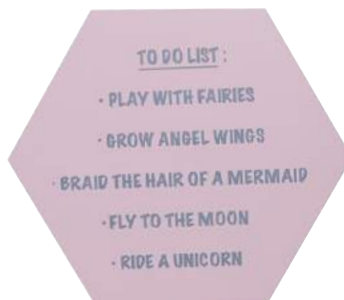 TO DO LIST:
· PLAY WITH FAIRIES
· GROW ANGEL WINGS
· BRAID THE HAIR OF A MERMAID
· FLY TO THE MOON
· RIDE A UNICORN